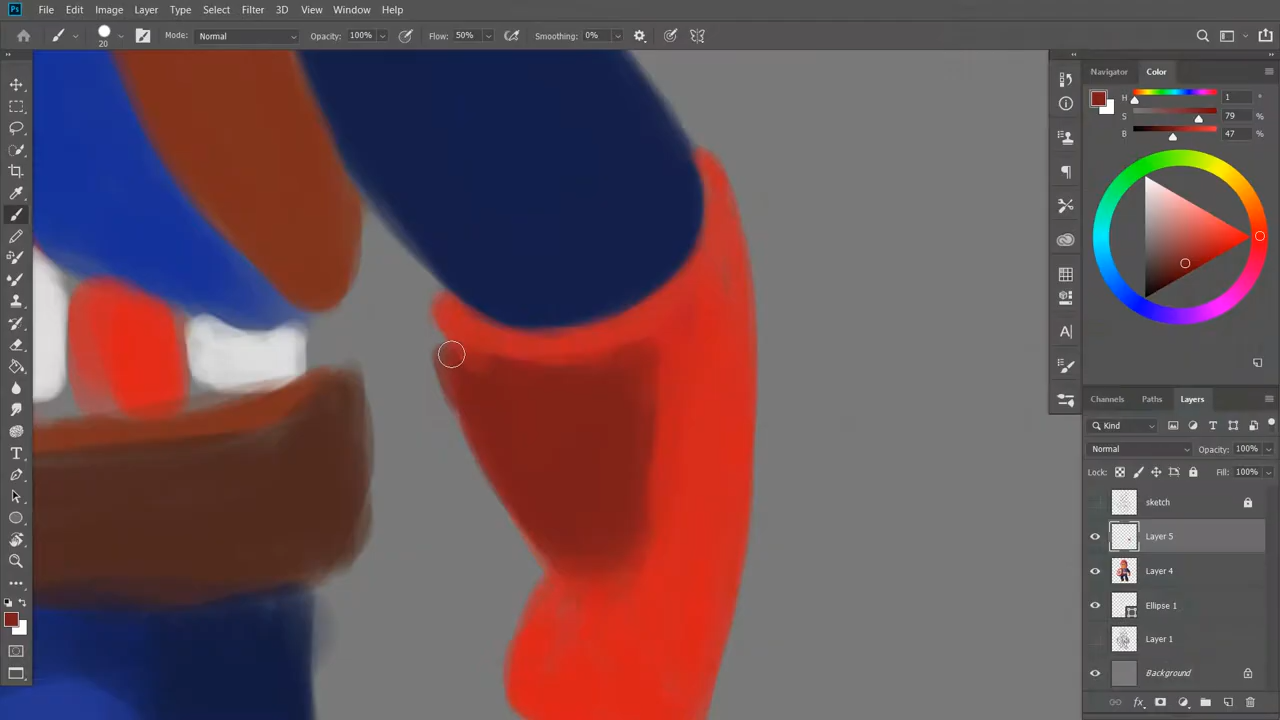 Ps File Edit Image Layer Type Select Filter 3D View Window Help
20 Mode: Normal Opacity: 100% Flow: 50% Smoothing: 0%
Navigator Color
H 1 °
S 79 %
B 47 %
Channels Paths Layers
Kind
Normal Opacity: 100%
Lock: Fill: 100%
sketch
Layer 5
Layer 4
Ellipse 1
Layer 1
Background